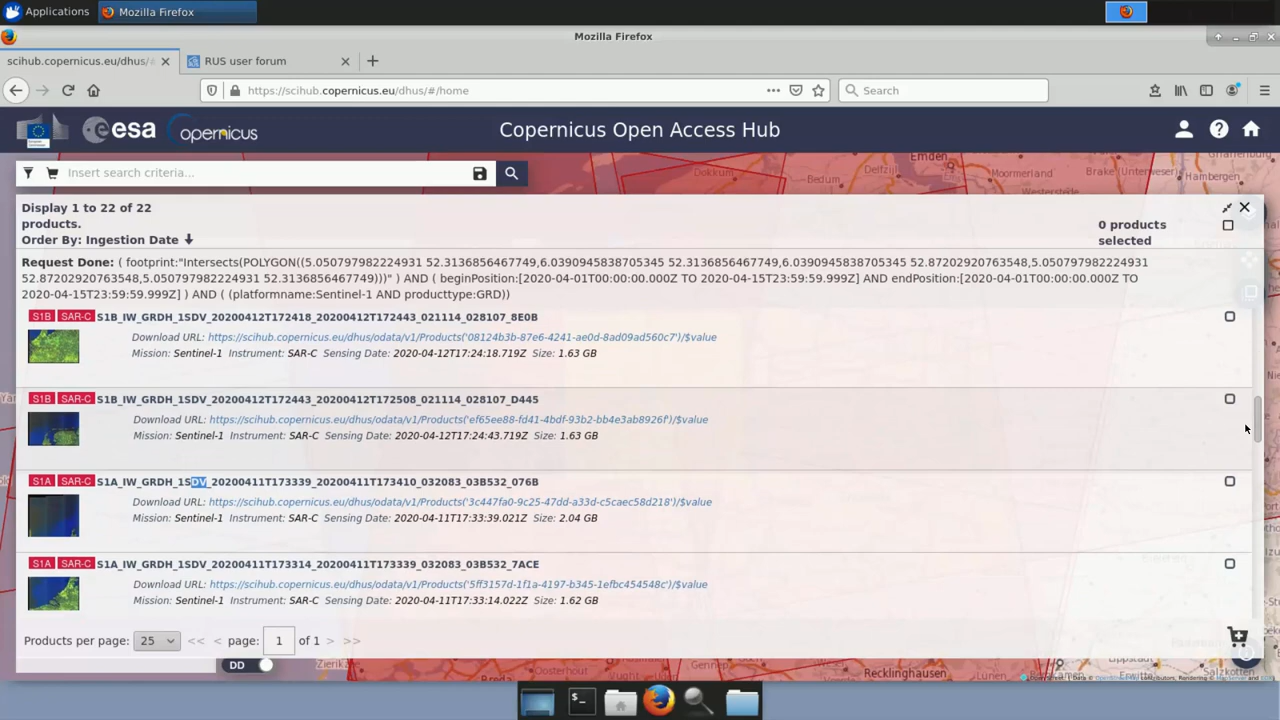 Applications
Mozilla Firefox
Mozilla Firefox
scihub.copernicus.eu/dhus/#
RUS user forum
https://scihub.copernicus.eu/dhus/#/home
Search
esa
opernicus
Copernicus Open Access Hub
Emden
Dokkum
Bedum
Delfzijl
Moormerland
Brake (Unterweser)
Insert search criteria...
Display 1 to 22 of 22
products.
Order By: Ingestion Date
0 products
selected
Request Done: ( footprint:"Intersects(POLYGON((5.050797982224931 52.3136856467749,6.0390945838705345 52.3136856467749,6.0390945838705345 52.87202920763548,5.050797982224931
52.87202920763548,5.050797982224931 52.3136856467749)))" ) AND ( beginPosition:[2020-04-01T00:00:00.000Z TO 2020-04-15T23:59:59.999Z] AND endPosition:[2020-04-01T00:00:00.000Z TO
2020-04-15T23:59:59.999Z] ) AND ( (platformname:Sentinel-1 AND producttype:GRD))
S1B SAR-C S1B_IW_GRDH_1SDV_20200412T172418_20200412T172443_021114_028107_8E0B
Download URL: https://scihub.copernicus.eu/dhus/odata/v1/Products('08124b3b-87e6-4241-ae0d-8ad09ad560c7')/$value
Mission: Sentinel-1 Instrument: SAR-C Sensing Date: 2020-04-12T17:24:18.719Z Size: 1.63 GB
S1B SAR-C S1B_IW_GRDH_1SDV_20200412T172443_20200412T172508_021114_028107_D445
Download URL: https://scihub.copernicus.eu/dhus/odata/v1/Products('ef65ee88-fd41-4bdf-93b2-bb4e3ab8926f')/$value
Mission: Sentinel-1 Instrument: SAR-C Sensing Date: 2020-04-12T17:24:43.719Z Size: 1.63 GB
S1A SAR-C S1A_IW_GRDH_1SDV_20200411T173339_20200411T173410_032083_03B532_076B
Download URL: https://scihub.copernicus.eu/dhus/odata/v1/Products('3c447fa0-9c25-47dd-a33d-c5caec58d218')/$value
Mission: Sentinel-1 Instrument: SAR-C Sensing Date: 2020-04-11T17:33:39.021Z Size: 2.04 GB
S1A SAR-C S1A_IW_GRDH_1SDV_20200411T173314_20200411T173339_032083_03B532_7ACE
Download URL: https://scihub.copernicus.eu/dhus/odata/v1/Products('5ff3157d-1f1a-4197-b345-1efbc454548c')/$value
Mission: Sentinel-1 Instrument: SAR-C Sensing Date: 2020-04-11T17:33:14.022Z Size: 1.62 GB
Products per page: 25 << < page: 1 of 1 > >>
DD
Zierikzee
Gennep
Recklinghausen
Lünen
Salzkotten